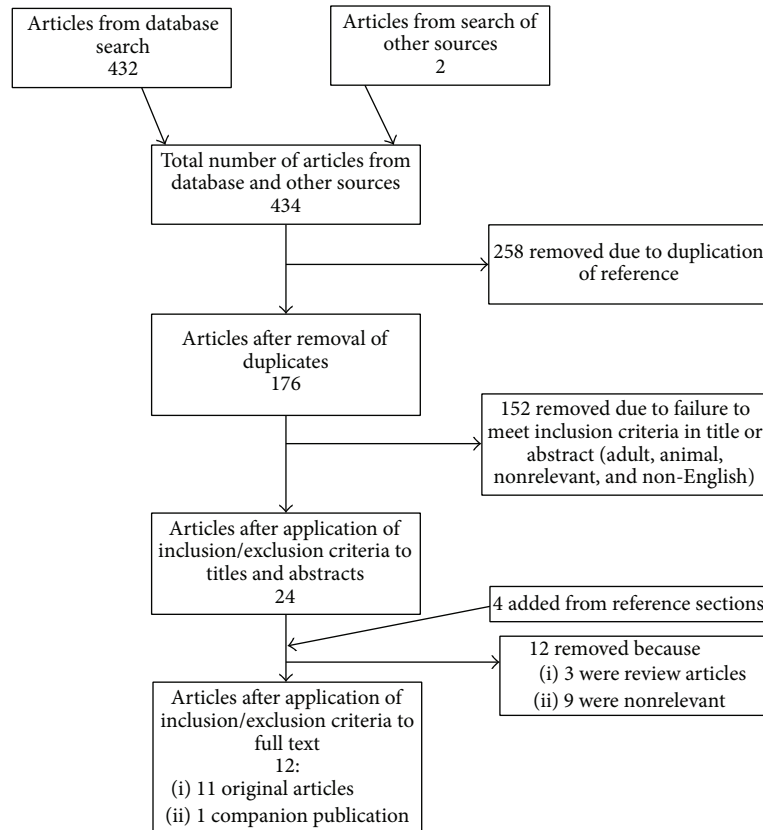 Articles from database
search
432
Articles from search of
other sources
2
Total number of articles from
database and other sources
434
258 removed due to duplication
of reference
Articles after removal of
duplicates
176
152 removed due to failure to
meet inclusion criteria in title or
abstract (adult, animal,
nonrelevant, and non-English)
Articles after application of
inclusion/exclusion criteria to
titles and abstracts
24
4 added from reference sections
12 removed because
(i) 3 were review articles
(ii) 9 were nonrelevant
Articles after application of
inclusion/exclusion criteria to
full text
12:
(i) 11 original articles
(ii) 1 companion publication